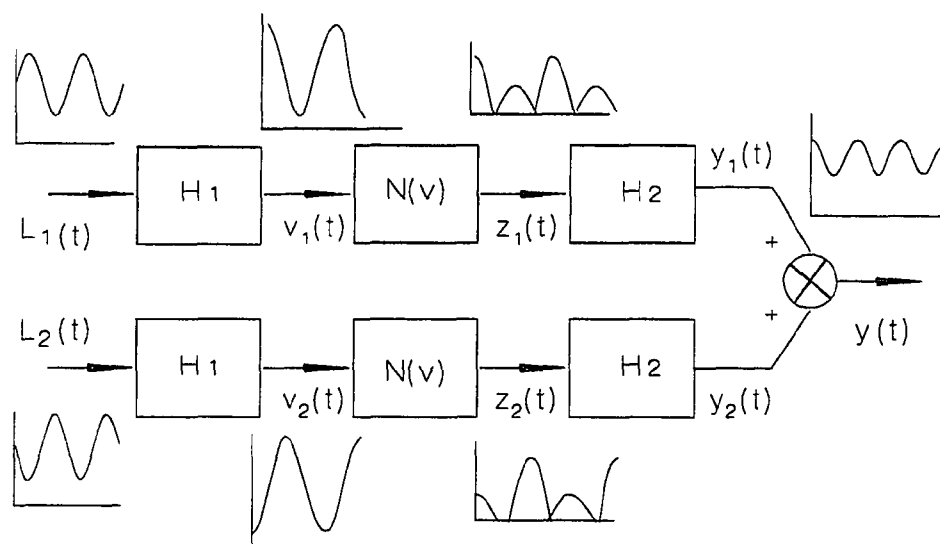 H1
N(v)
H2
y₁(t)
L₁(t)
v₁(t)
z₁(t)
+
L₂(t)
H1
N(v)
H2
+
y(t)
v₂(t)
z₂(t)
y₂(t)